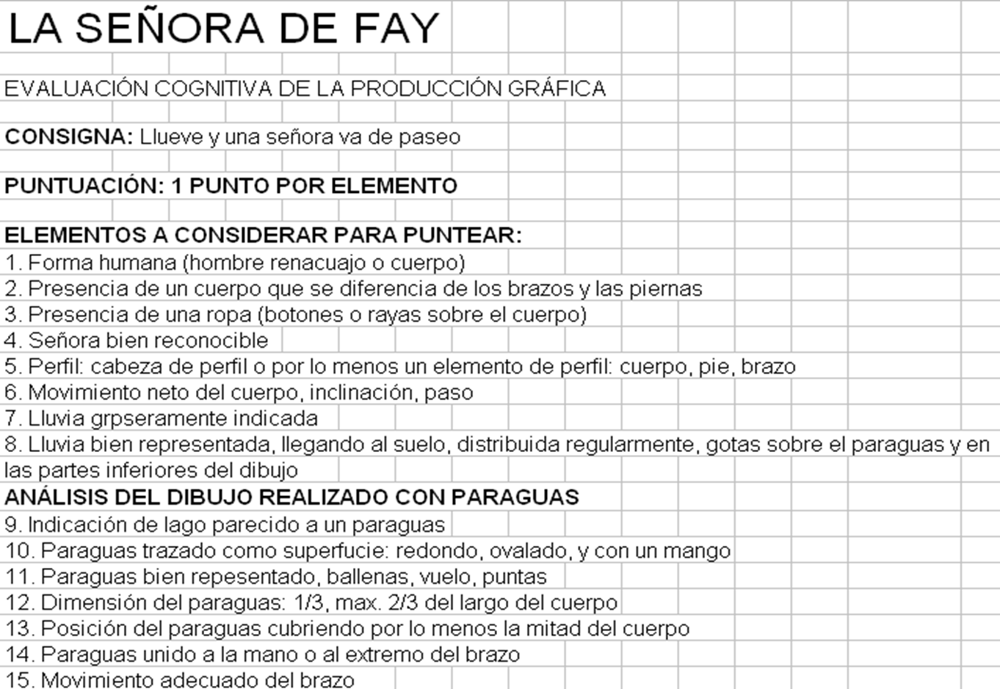 LA SEÑORA DE FAY
EVALUACIÓN COGNITIVA DE LA PRODUCCIÓN GRÁFICA
CONSIGNA: Llueve y una señora va de paseo
PUNTUACIÓN: 1 PUNTO POR ELEMENTO
ELEMENTOS A CONSIDERAR PARA PUNTEAR:
1. Forma humana (hombre renacuajo o cuerpo)
2. Presencia de un cuerpo que se diferencia de los brazos y las piernas
3. Presencia de una ropa (botones o rayas sobre el cuerpo)
4. Señora bien reconocible
5. Perfil: cabeza de perfil o por lo menos un elemento de perfil: cuerpo, pie, brazo
6. Movimiento neto del cuerpo, inclinación, paso
7. Lluvia grpseramente indicada
8. Lluvia bien representada, llegando al suelo, distribuida regularmente, gotas sobre el paraguas y en
las partes inferiores del dibujo
ANÁLISIS DEL DIBUJO REALIZADO CON PARAGUAS
9. Indicación de lago parecido a un paraguas
10. Paraguas trazado como superfucie: redondo, ovalado, y con un mango
11. Paraguas bien repesentado, ballenas, vuelo, puntas
12. Dimensión del paraguas: 1/3, max. 2/3 del largo del cuerpo
13. Posición del paraguas cubriendo por lo menos la mitad del cuerpo
14. Paraguas unido a la mano o al extremo del brazo
15. Movimiento adecuado del brazo